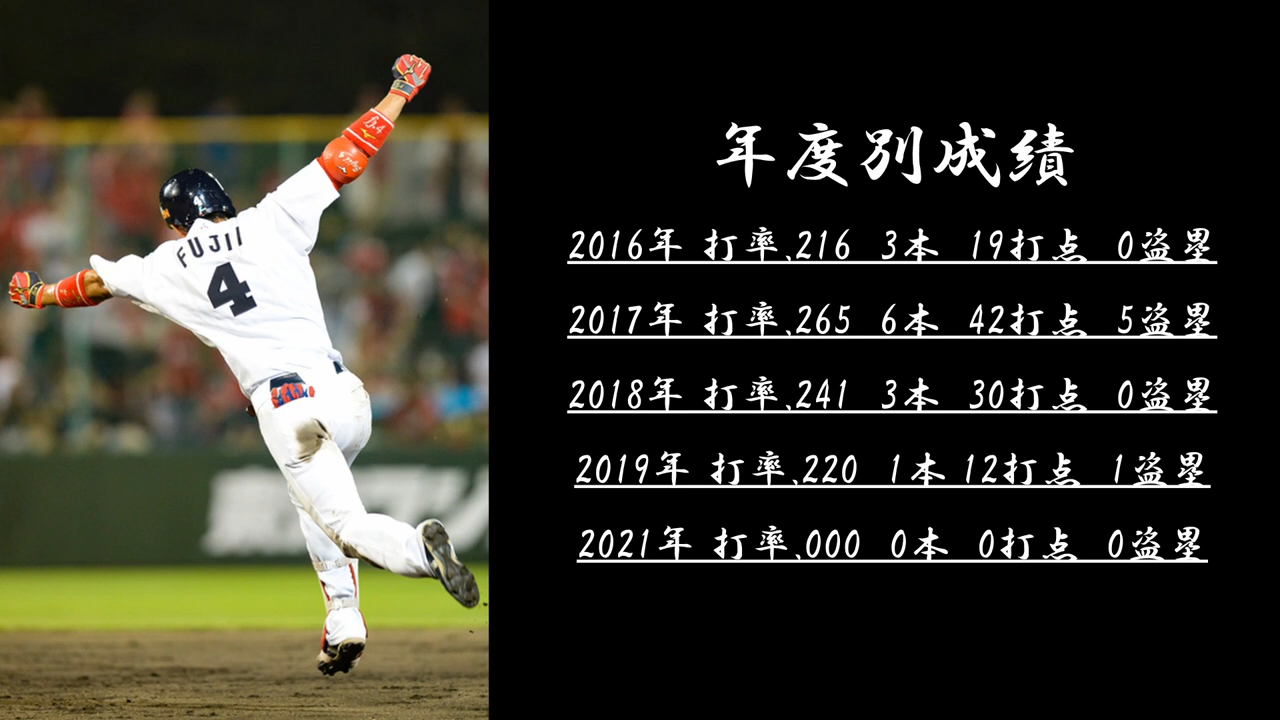 FUJII
4
年度別成績
2016年 打率.216 3本 19打点 0盗塁
2017年 打率.265 6本 42打点 5盗塁
2018年 打率.241 3本 30打点 0盗塁
2019年 打率.220 1本 12打点 1盗塁
2021年 打率.000 0本 0打点 0盗塁